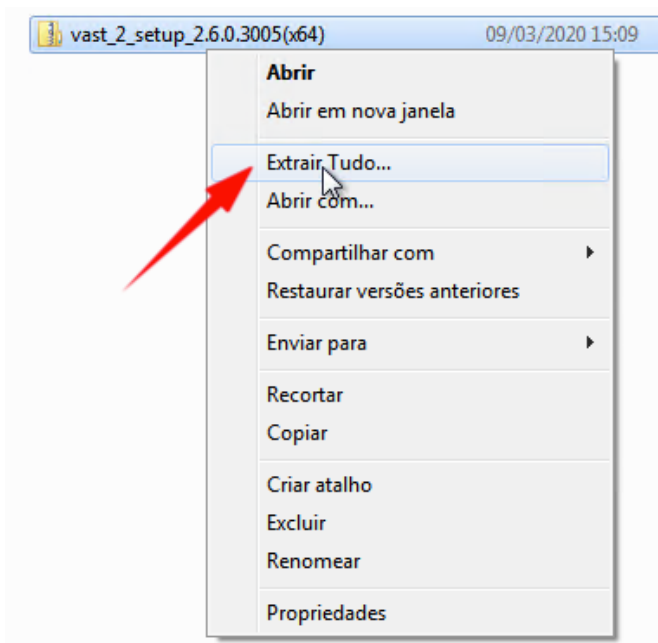 vast_2_setup_2.6.0.3005(x64) 09/03/2020 15:09
Abrir
Abrir em nova janela
Extrair Tudo...
Abrir com...
Compartilhar com
Restaurar versões anteriores
Enviar para
Recortar
Copiar
Criar atalho
Excluir
Renomear
Propriedades